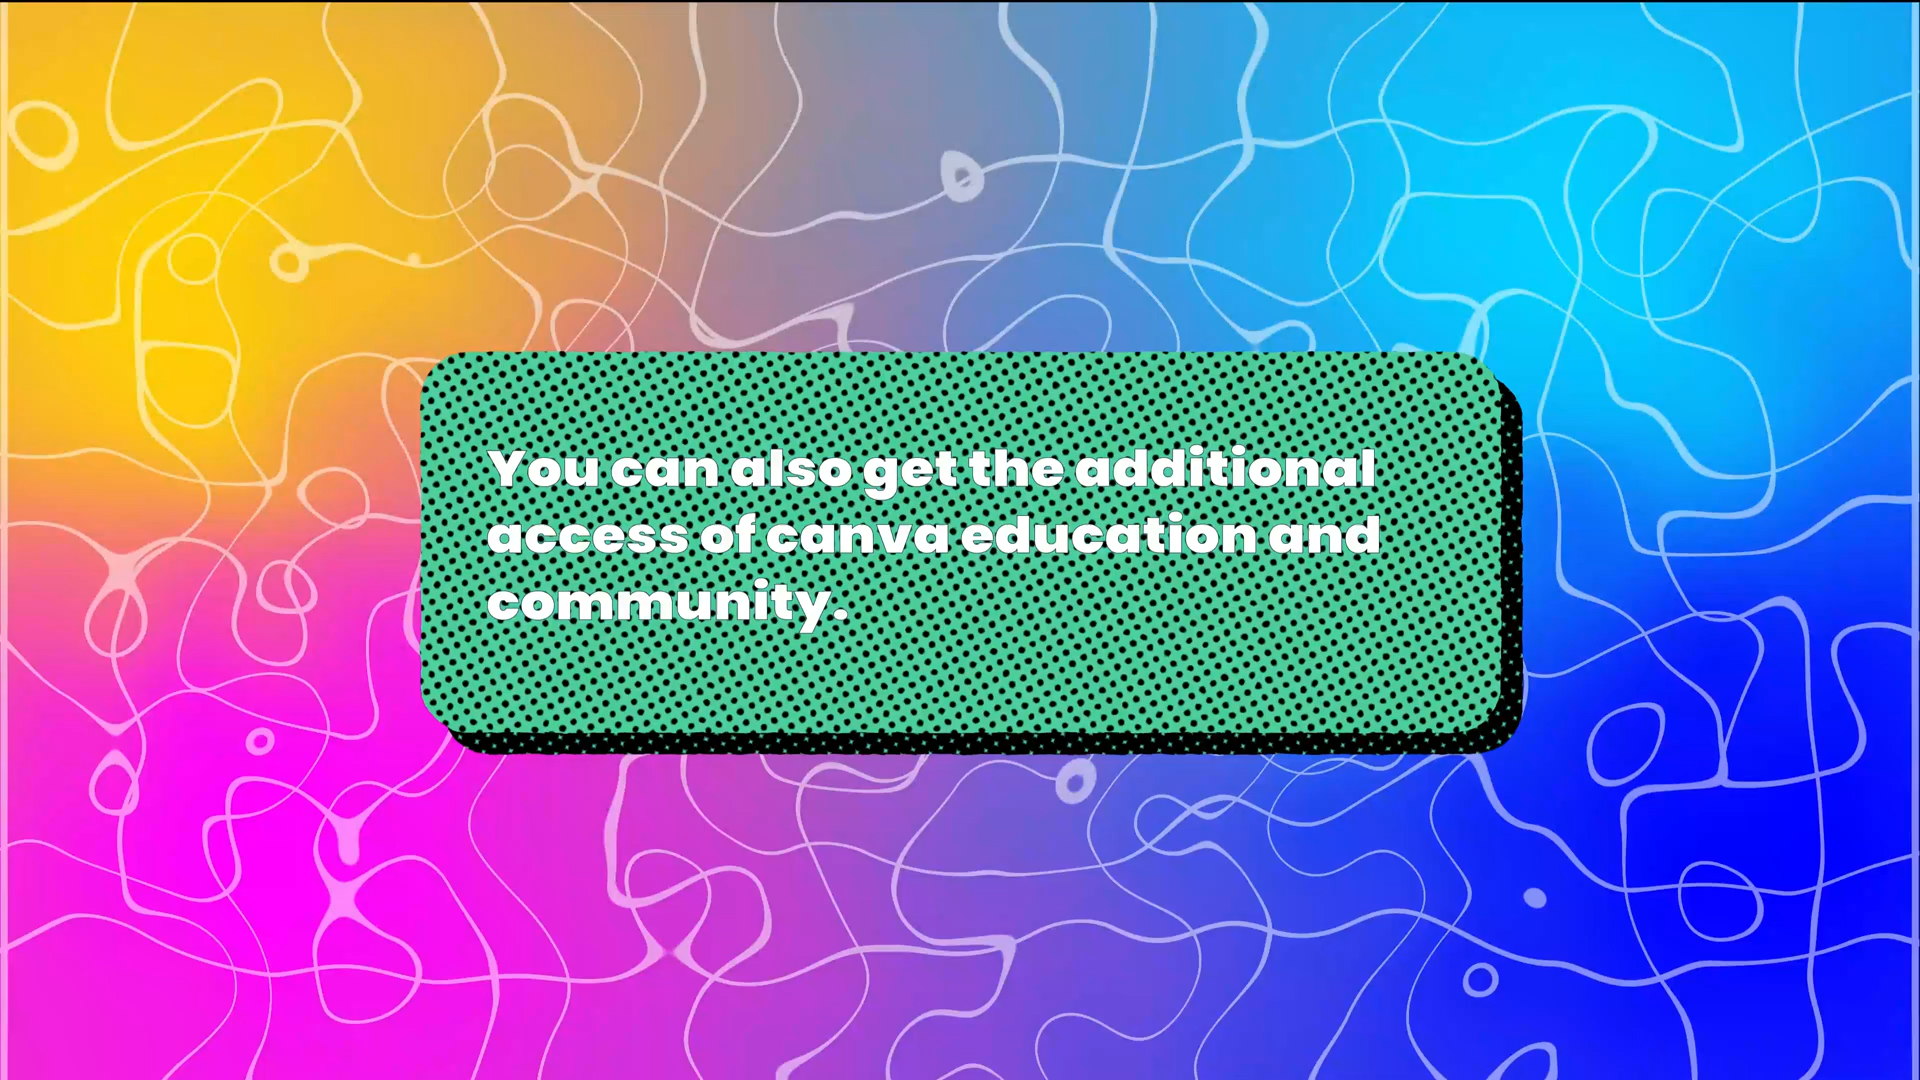 You can also get the additional
access of canva education and
community.